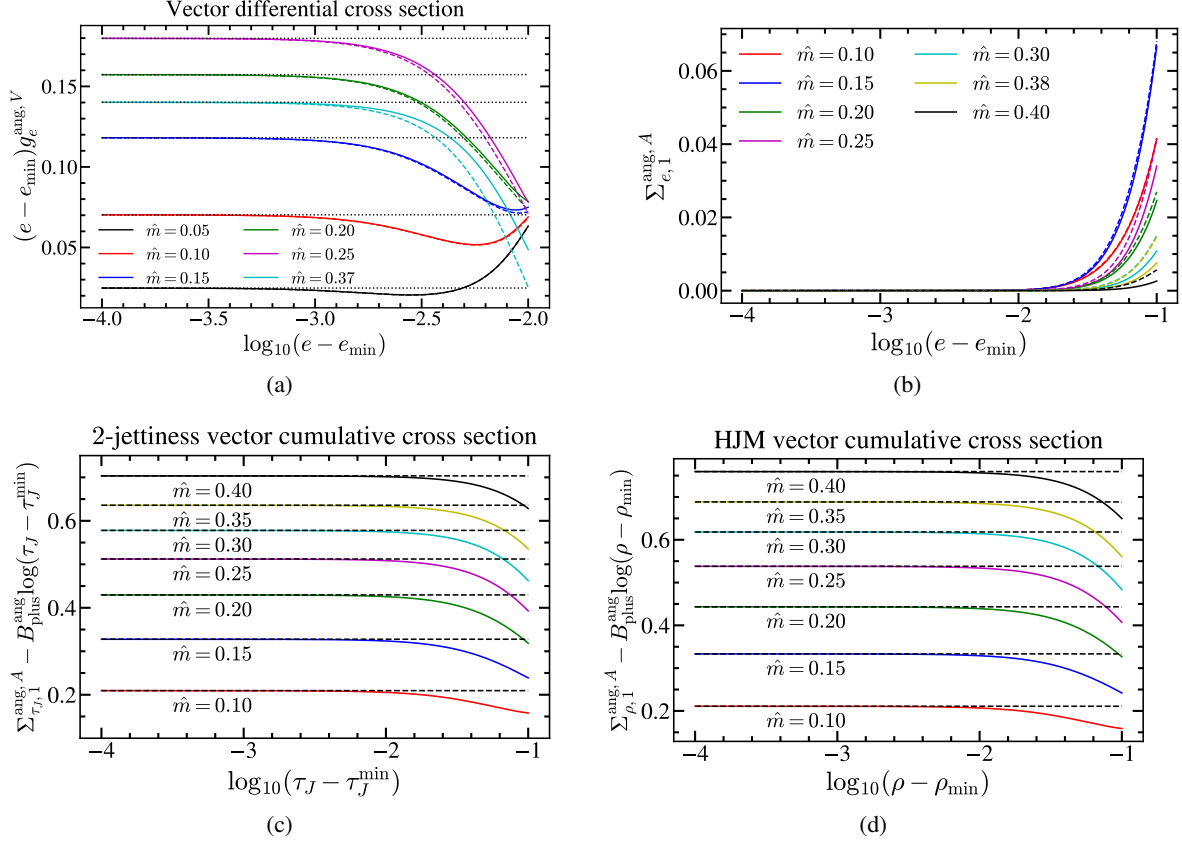 Vector differential cross section
(e − e_min) g_e^{ang, V}
0.15
0.10
0.05
m̂ = 0.05
m̂ = 0.10
m̂ = 0.15
m̂ = 0.20
m̂ = 0.25
m̂ = 0.37
−4.0
−3.5
−3.0
−2.5
−2.0
log₁₀(e − e_min)
(a)
Σ_{e,1}^{ang, A}
0.06
0.04
0.02
0.00
m̂ = 0.10
m̂ = 0.15
m̂ = 0.20
m̂ = 0.25
m̂ = 0.30
m̂ = 0.38
m̂ = 0.40
−4
−3
−2
−1
log₁₀(e − e_min)
(b)
2-jettiness vector cumulative cross section
Σ_{τ_J,1}^{ang, A} − B_plus^{ang} log(τ_J − τ_J^min)
0.6
0.4
0.2
m̂ = 0.40
m̂ = 0.35
m̂ = 0.30
m̂ = 0.25
m̂ = 0.20
m̂ = 0.15
m̂ = 0.10
−4
−3
−2
−1
log₁₀(τ_J − τ_J^min)
(c)
HJM vector cumulative cross section
Σ_{ρ,1}^{ang, A} − B_plus^{ang} log(ρ − ρ_min)
0.6
0.4
0.2
m̂ = 0.40
m̂ = 0.35
m̂ = 0.30
m̂ = 0.25
m̂ = 0.20
m̂ = 0.15
m̂ = 0.10
−4
−3
−2
−1
log₁₀(ρ − ρ_min)
(d)